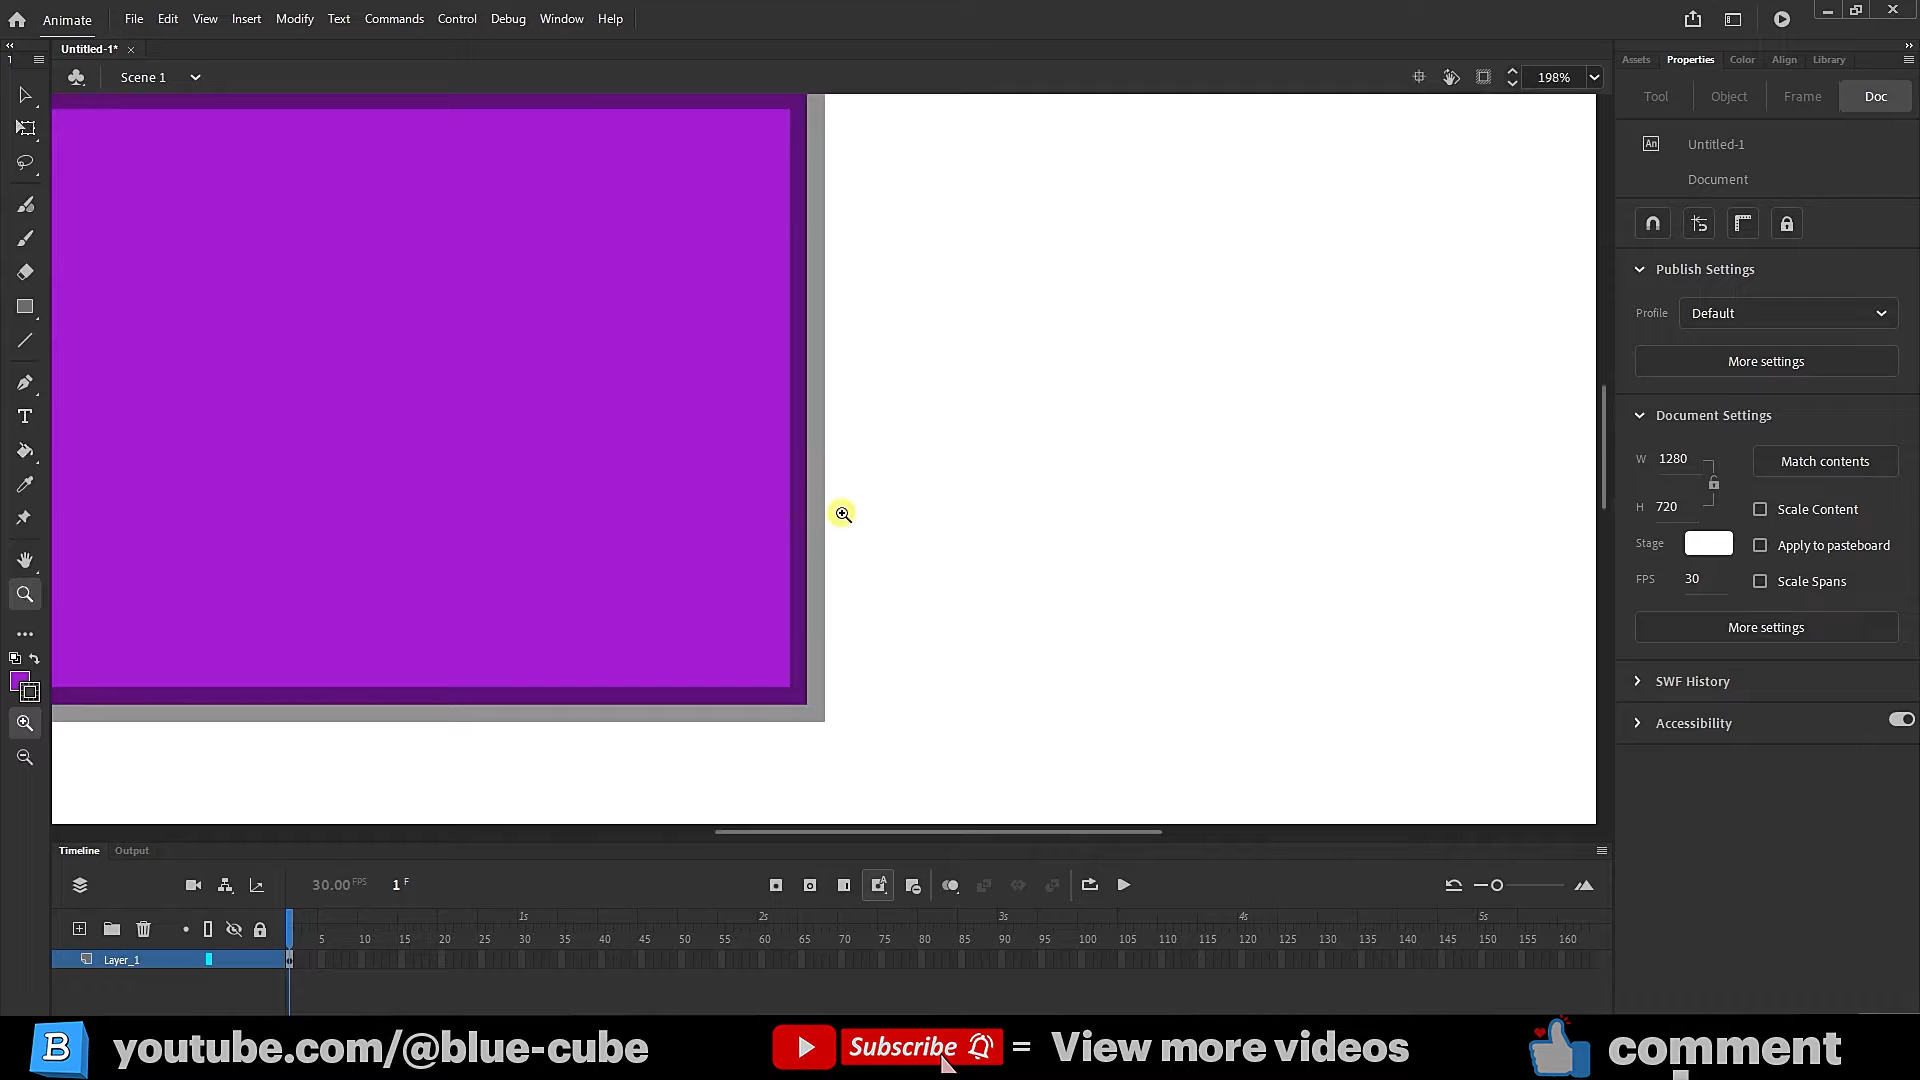 Animate File Edit View Insert Modify Text Commands Control Debug Window Help
Untitled-1*
Scene 1 198%
Assets Properties Color Align Library
Tool Object Frame Doc
An Untitled-1
Document
Publish Settings
Profile Default
More settings
Document Settings
W 1280 Match contents
H 720 Scale Content
Stage Apply to pasteboard
FPS 30 Scale Spans
More settings
SWF History
Accessibility
Timeline Output
30.00 FPS 1 F
1s 2s 3s 4s 5s
5 10 15 20 25 30 35 40 45 50 55 60 65 70 75 80 85 90 95 100 105 110 115 120 125 130 135 140 145 150 155 160
Layer_1
B youtube.com/@blue-cube Subscribe = View more videos comment